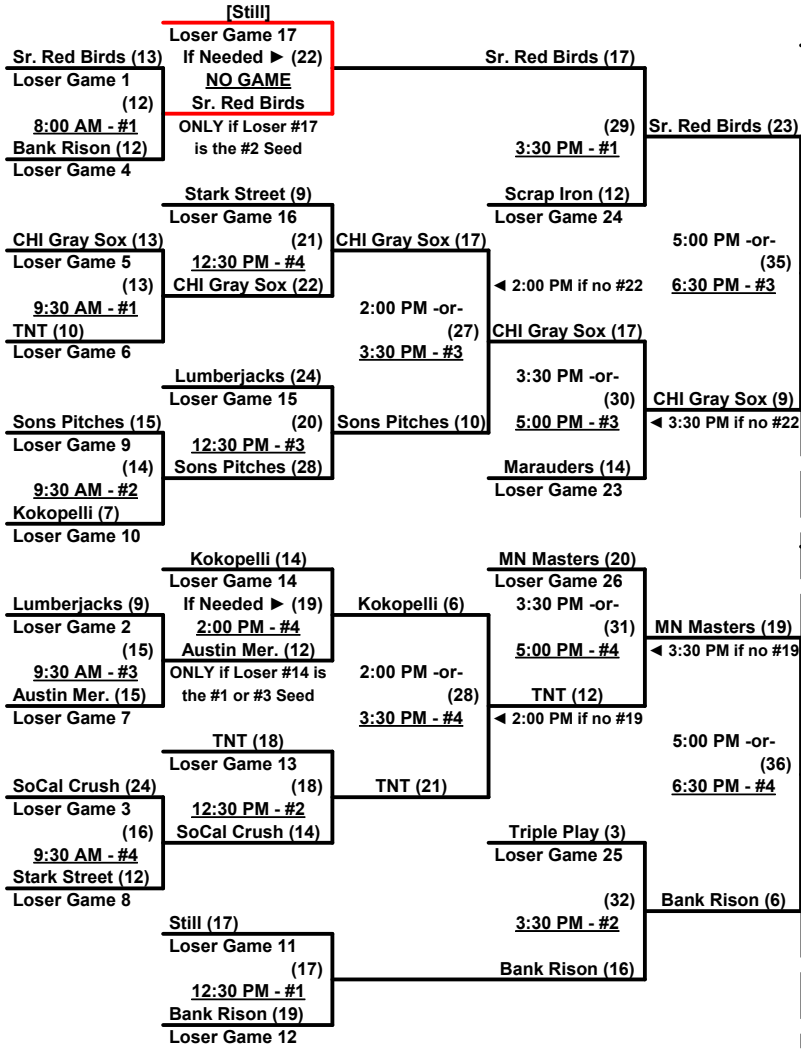 [Still]
Loser Game 17
Sr. Red Birds (13)
If Needed ► (22)
Sr. Red Birds (17)
Loser Game 1
NO GAME
(12)
Sr. Red Birds
8:00 AM - #1
ONLY if Loser #17
(29)
Sr. Red Birds (23)
Bank Rison (12)
is the #2 Seed
3:30 PM - #1
Loser Game 4
Stark Street (9)
Scrap Iron (12)
Loser Game 16
Loser Game 24
CHI Gray Sox (13)
(21)
CHI Gray Sox (17)
5:00 PM -or-
Loser Game 5
12:30 PM - #4
(35)
(13)
CHI Gray Sox (22)
◄ 2:00 PM if no #22
6:30 PM - #3
9:30 AM - #1
2:00 PM -or-
TNT (10)
(27)
CHI Gray Sox (17)
Loser Game 6
3:30 PM - #3
Lumberjacks (24)
3:30 PM -or-
Loser Game 15
(30)
CHI Gray Sox (9)
Sons Pitches (15)
(20)
Sons Pitches (10)
5:00 PM - #3
◄ 3:30 PM if no #22
Loser Game 9
12:30 PM - #3
(14)
Sons Pitches (28)
Marauders (14)
9:30 AM - #2
Loser Game 23
Kokopelli (7)
Loser Game 10
Kokopelli (14)
MN Masters (20)
Loser Game 14
Loser Game 26
Lumberjacks (9)
If Needed ► (19)
Kokopelli (6)
3:30 PM -or-
Loser Game 2
2:00 PM - #4
(31)
MN Masters (19)
(15)
Austin Mer. (12)
5:00 PM - #4
◄ 3:30 PM if no #19
9:30 AM - #3
ONLY if Loser #14 is
2:00 PM -or-
Austin Mer. (15)
the #1 or #3 Seed
(28)
TNT (12)
Loser Game 7
3:30 PM - #4
◄ 2:00 PM if no #19
TNT (18)
5:00 PM -or-
Loser Game 13
(36)
SoCal Crush (24)
(18)
TNT (21)
6:30 PM - #4
Loser Game 3
12:30 PM - #2
(16)
SoCal Crush (14)
Triple Play (3)
9:30 AM - #4
Loser Game 25
Stark Street (12)
Loser Game 8
(32)
Bank Rison (6)
Still (17)
3:30 PM - #2
Loser Game 11
(17)
Bank Rison (16)
12:30 PM - #1
Bank Rison (19)
Loser Game 12